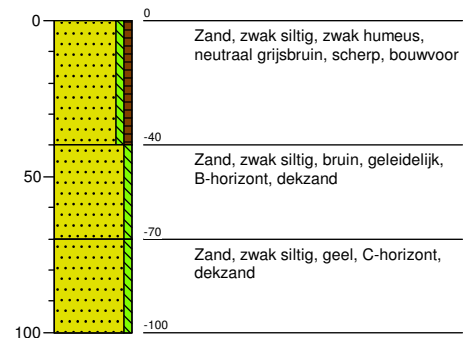 0
0
Zand, zwak siltig, zwak humeus,
neutraal grijsbruin, scherp, bouwvoor
-40
Zand, zwak siltig, bruin, geleidelijk,
B-horizont, dekzand
50
-70
Zand, zwak siltig, geel, C-horizont,
dekzand
100
-100